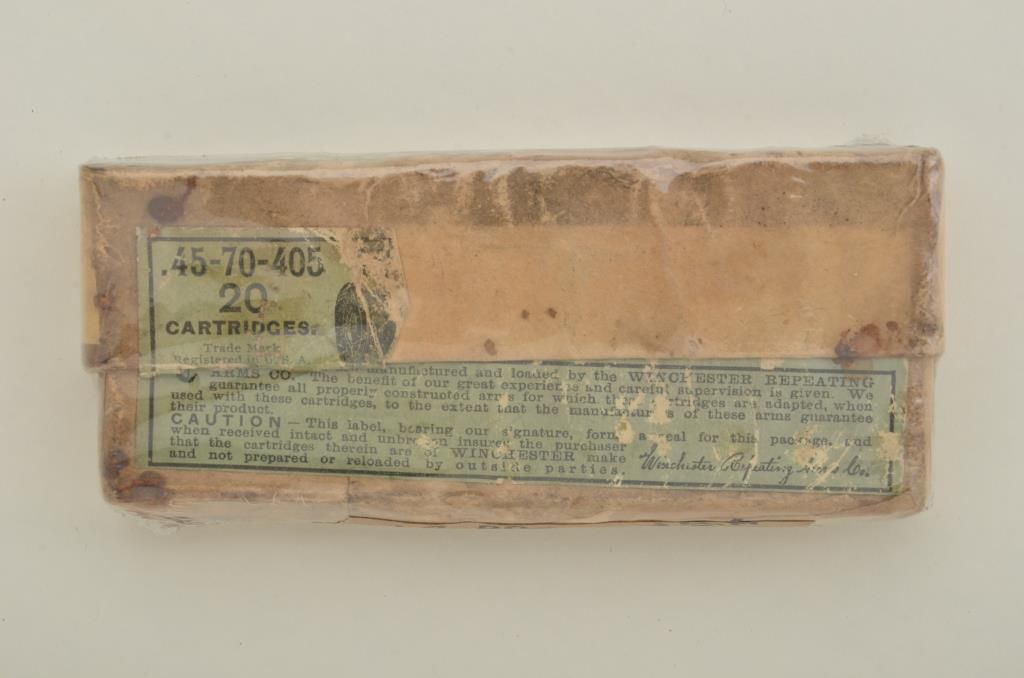 .45-70-405
20
CARTRIDGES.
Trade Mark
Registered in U. S. A.
manufactured and loaded by the WINCHESTER REPEATING
ARMS CO. The benefit of our great experience and careful supervision is given. We
guarantee all properly constructed arms for which these cartridges are adapted, when
used with these cartridges, to the extent that the manufacturers of these arms guarantee
their product.
CAUTION — This label, bearing our signature, forms a seal for this package, and
when received intact and unbroken insures the purchaser
that the cartridges therein are of WINCHESTER make
and not prepared or reloaded by outside parties.
Winchester Repeating Arms Co.